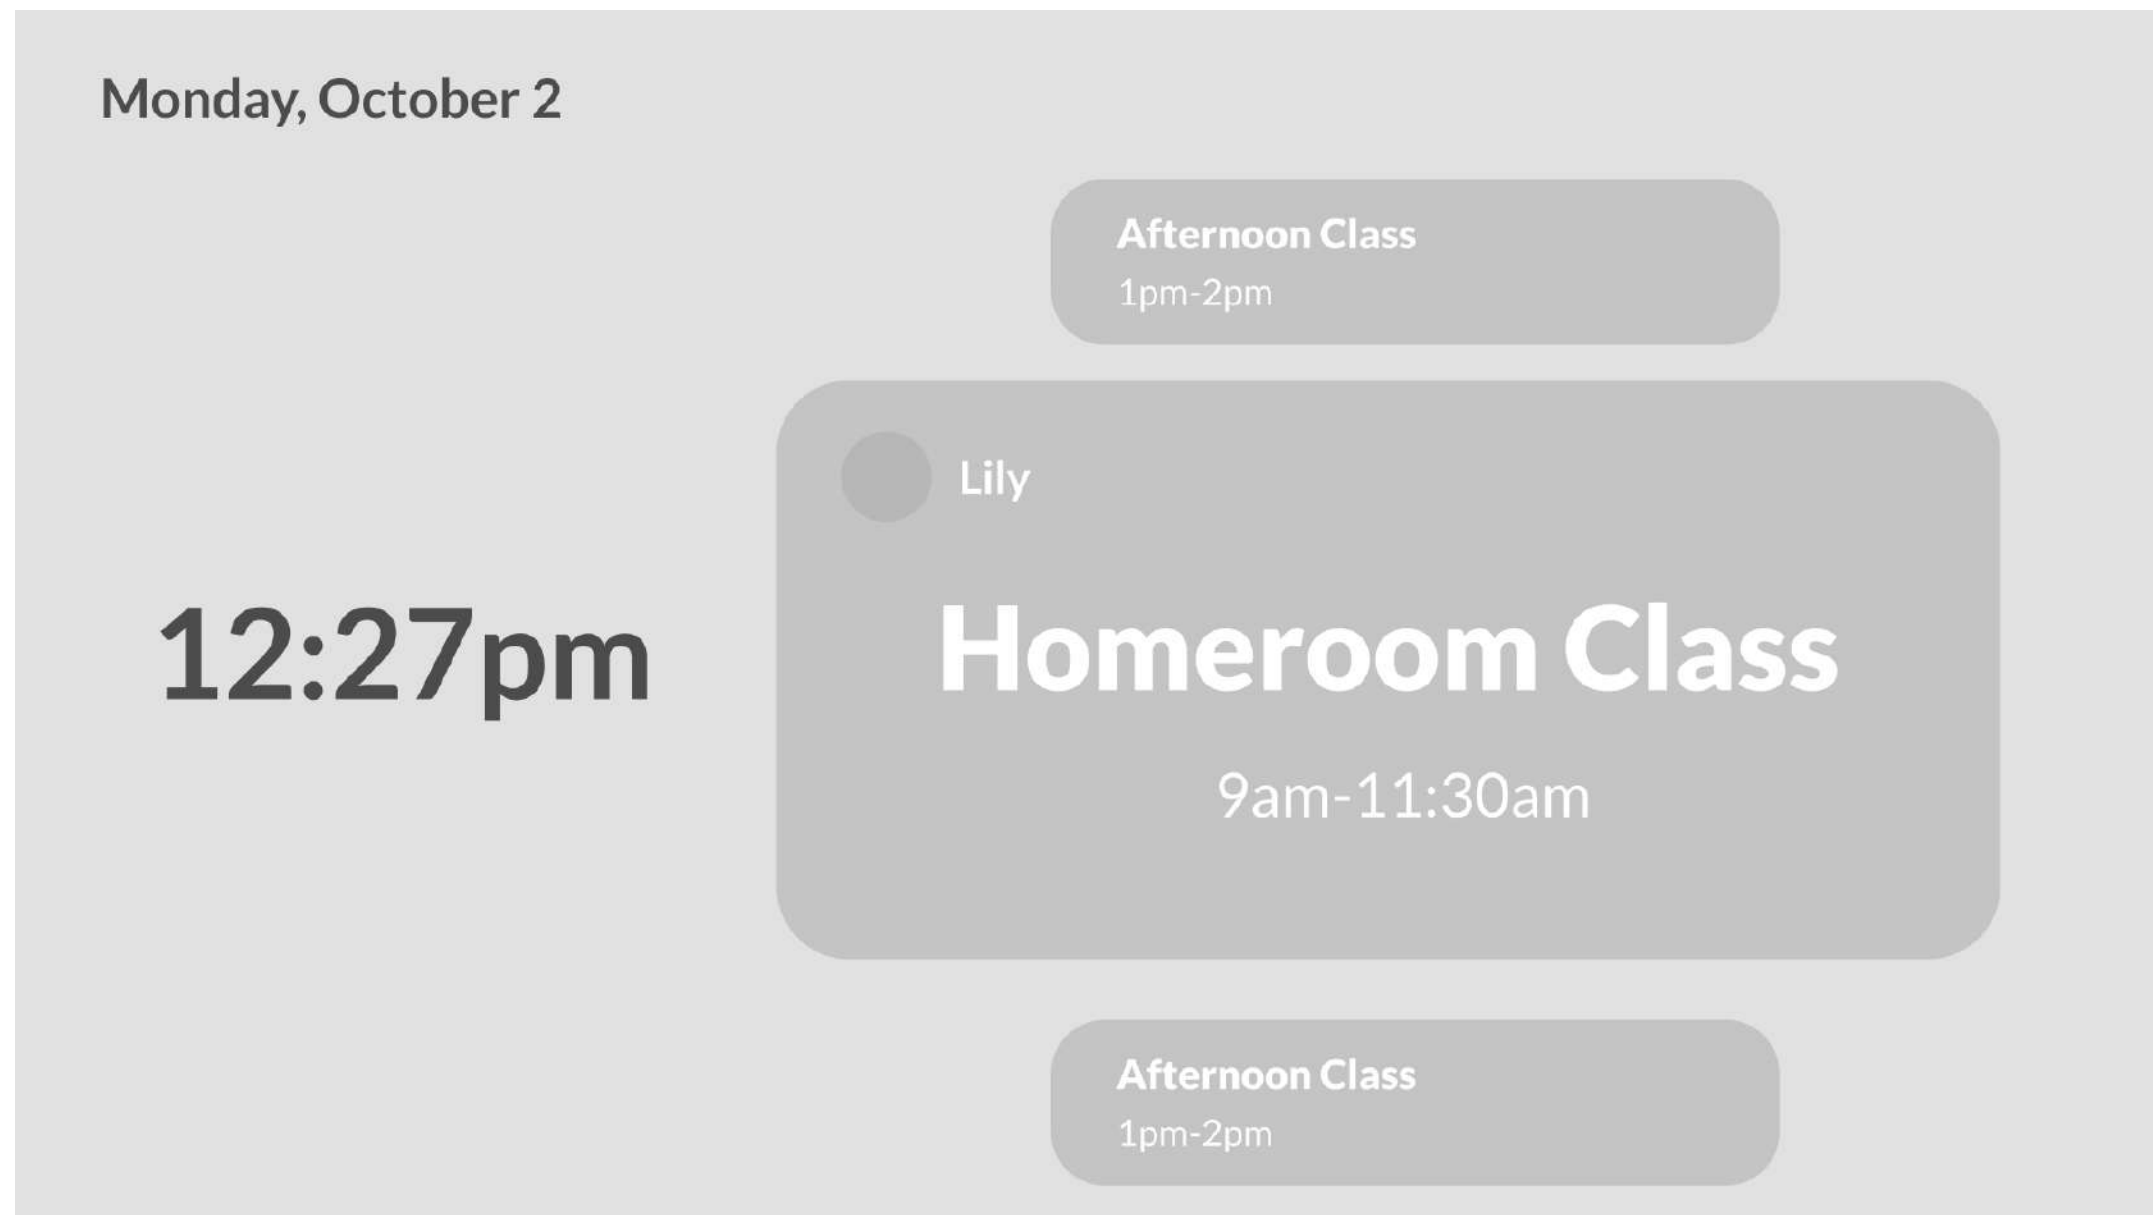 Monday, October 2
Afternoon Class
1pm-2pm
Lily
12:27pm
Homeroom Class
9am-11:30am
Afternoon Class
1pm-2pm